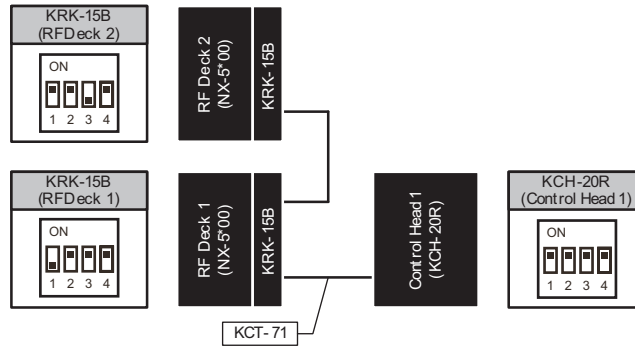 KRK-15B
(RFDeck 2)
ON
1 2 3 4
RF Deck 2
(NX-5*00)
KRK-15B
KRK-15B
(RFDeck 1)
ON
1 2 3 4
RF Deck 1
(NX-5*00)
KRK-15B
Control Head 1
(KCH-20R)
KCH-20R
(Control Head 1)
ON
1 2 3 4
KCT-71